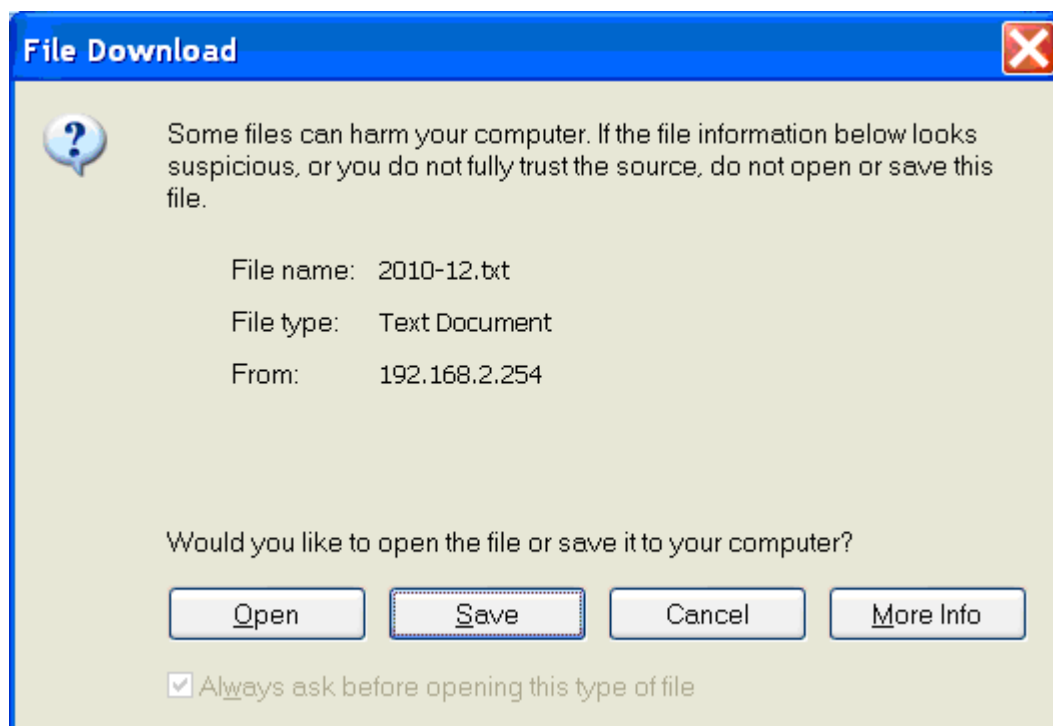 File Download
Some files can harm your computer. If the file information below looks
suspicious, or you do not fully trust the source, do not open or save this
file.
File name: 2010-12.txt
File type: Text Document
From: 192.168.2.254
Would you like to open the file or save it to your computer?
Open Save Cancel More Info
Always ask before opening this type of file